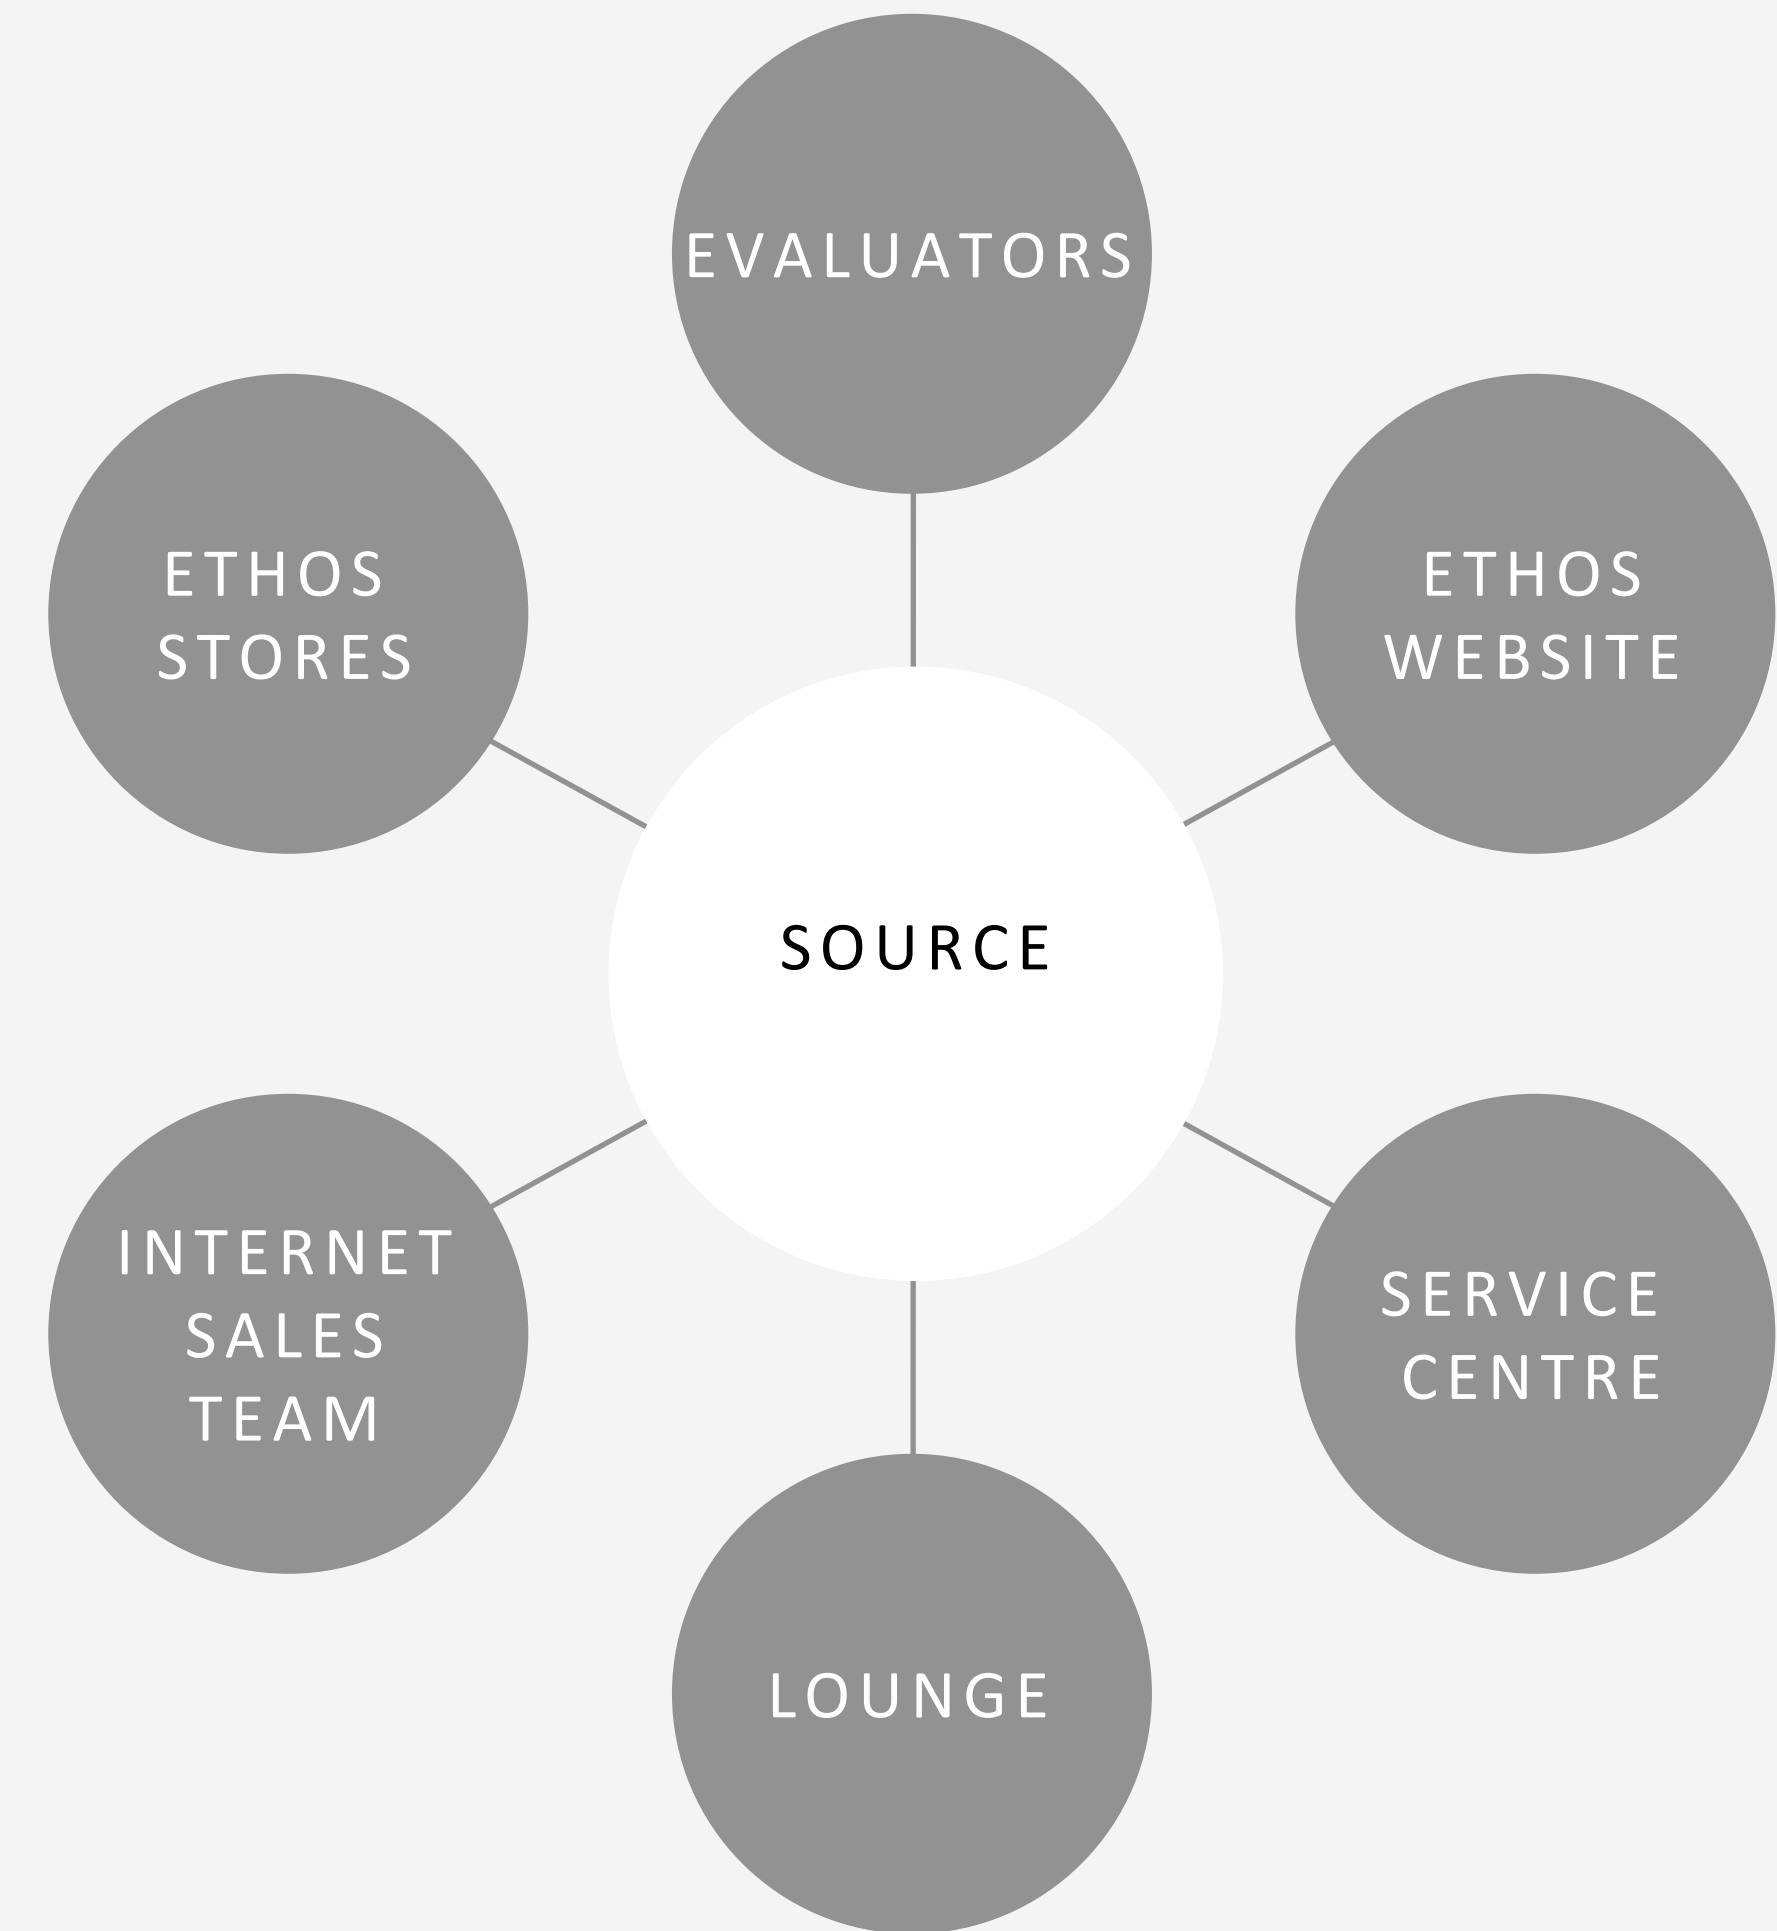 EVALUATORS
ETHOS
STORES
ETHOS
WEBSITE
SOURCE
INTERNET
SALES
TEAM
SERVICE
CENTRE
LOUNGE